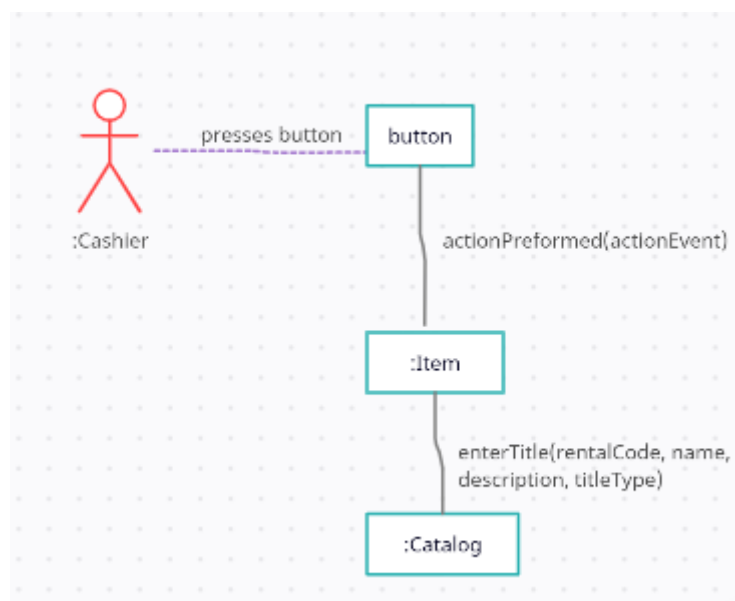 presses button
button
:Cashier
actionPreformed(actionEvent)
:Item
enterTitle(rentalCode, name,
description, titleType)
:Catalog